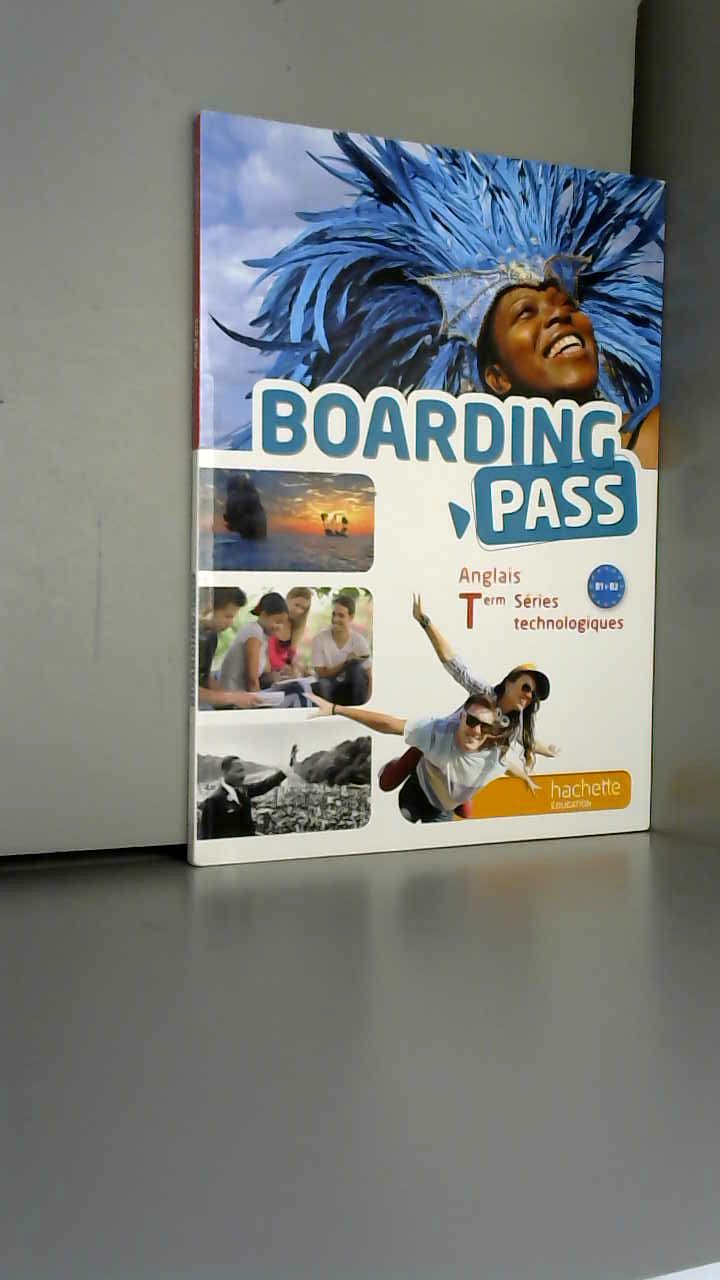 BOARDING
PASS
Anglais
Term Séries
technologiques
B1 B2
hachette
ÉDUCATION